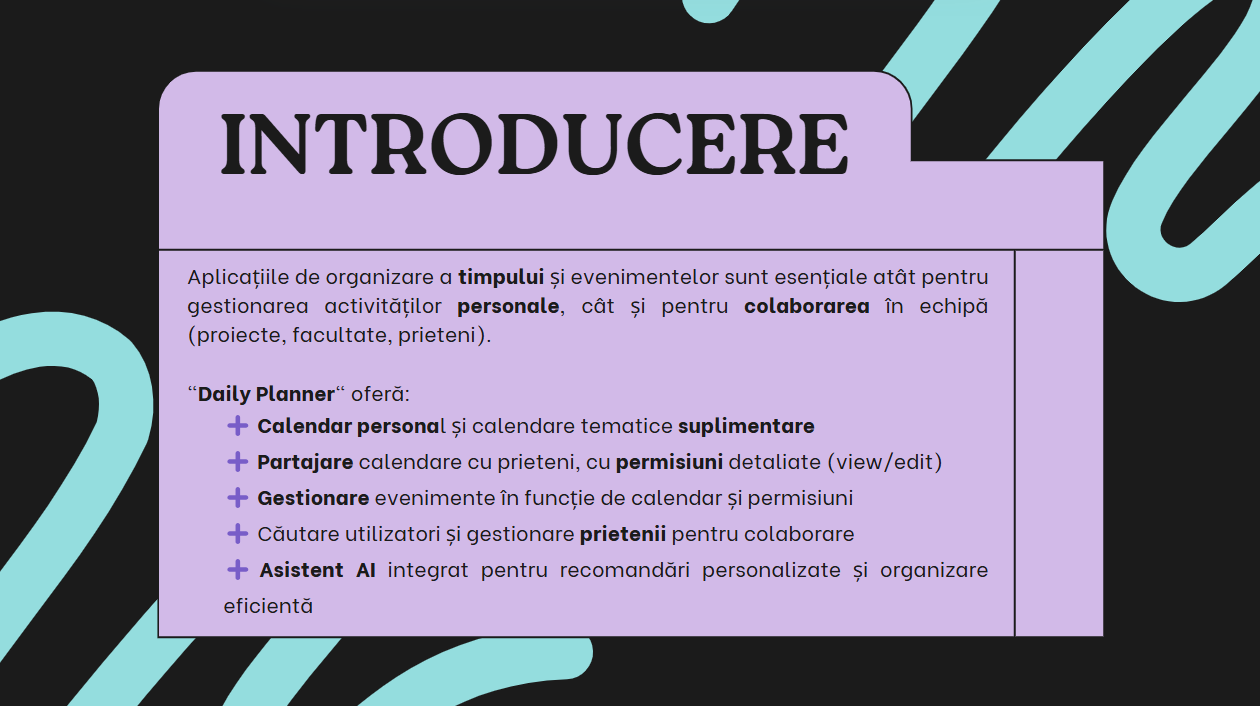 INTRODUCERE
Aplicațiile de organizare a timpului și evenimentelor sunt esențiale atât pentru
gestionarea activităților personale, cât și pentru colaborarea în echipă
(proiecte, facultate, prieteni).
“Daily Planner“ oferă:
+ Calendar personal și calendare tematice suplimentare
+ Partajare calendare cu prieteni, cu permisiuni detaliate (view/edit)
+ Gestionare evenimente în funcție de calendar și permisiuni
+ Căutare utilizatori și gestionare prietenii pentru colaborare
+ Asistent AI integrat pentru recomandări personalizate și organizare
eficientă